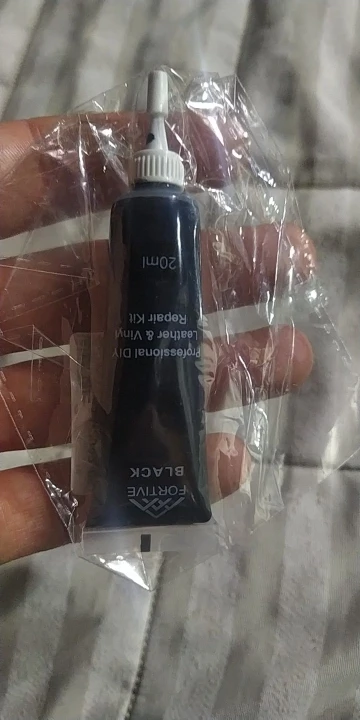 FORTIVE
BLACK
Professional DIY
Leather & Vinyl
Repair Kit
20ml